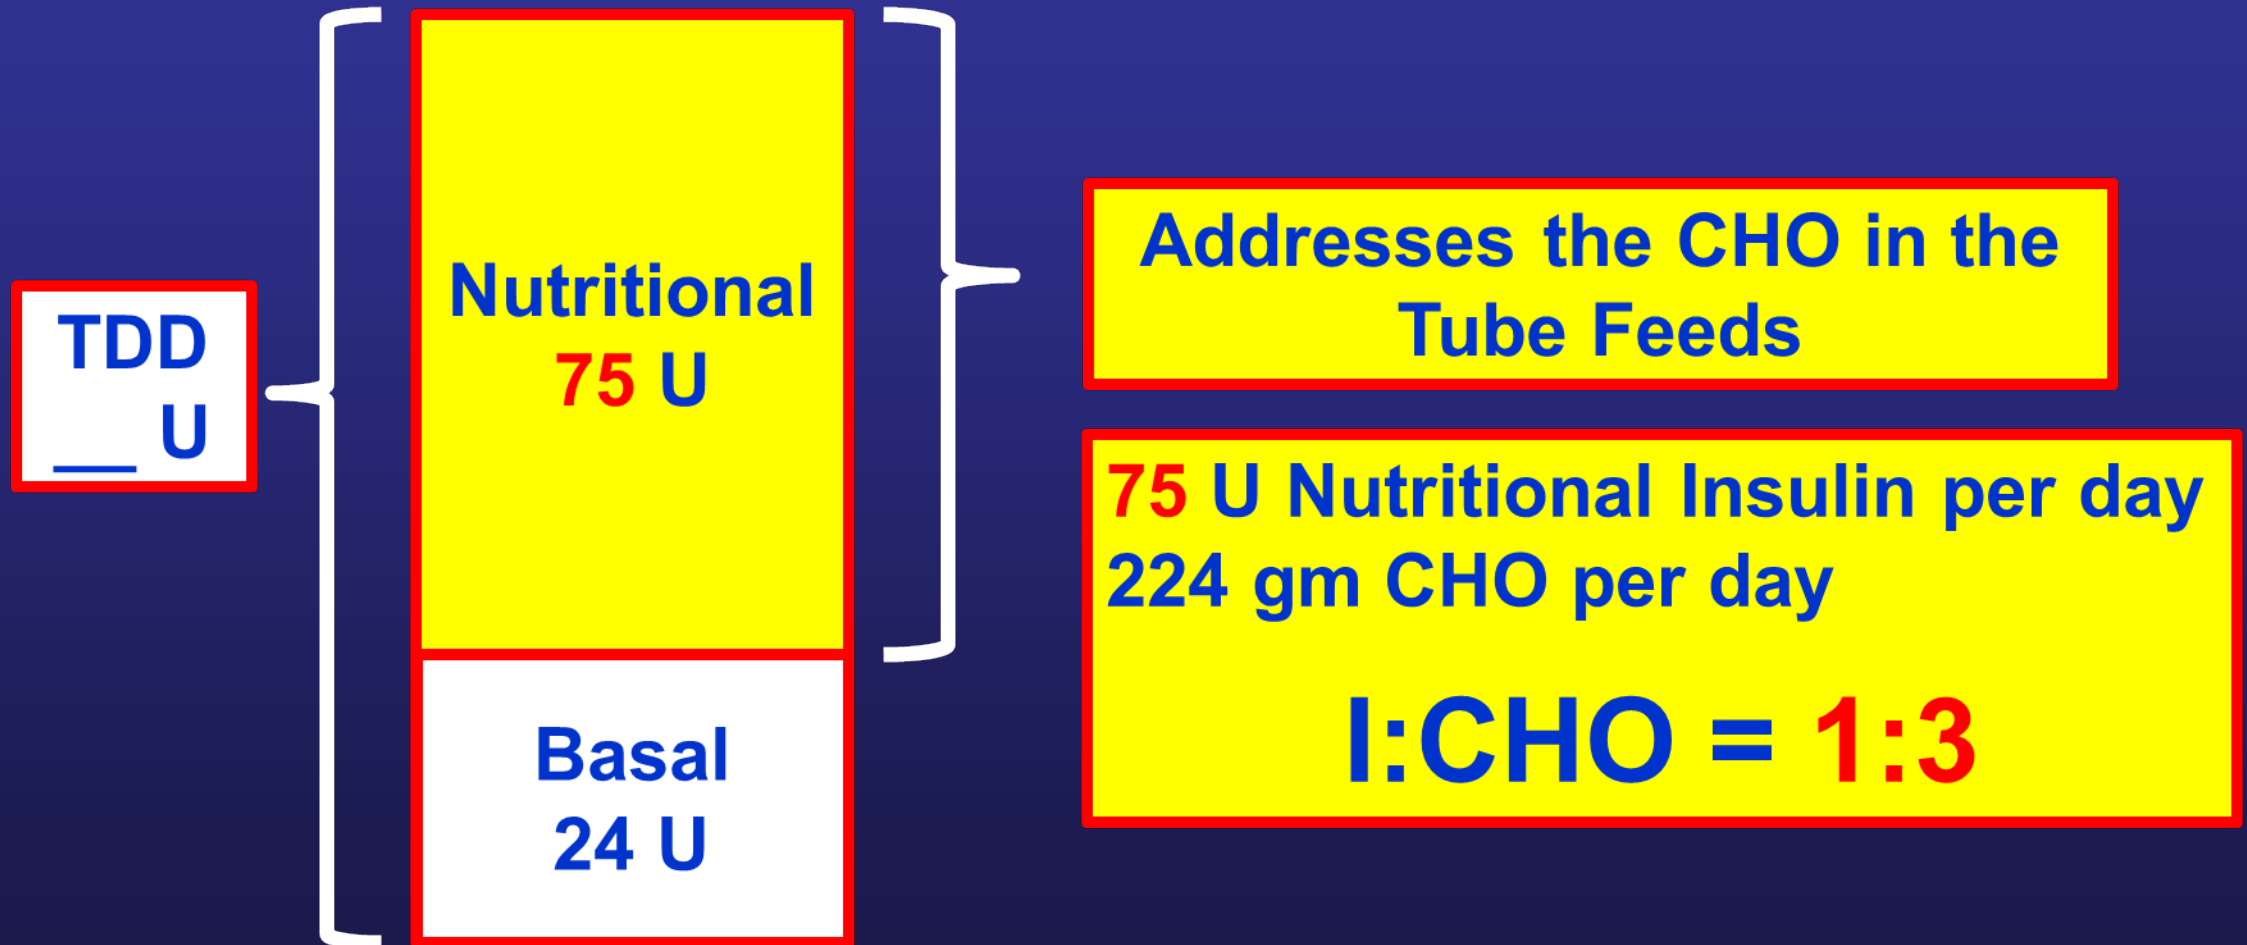 TDD
__ U
Nutritional
75 U
Basal
24 U
Addresses the CHO in the
Tube Feeds
75 U Nutritional Insulin per day
224 gm CHO per day
I:CHO = 1:3